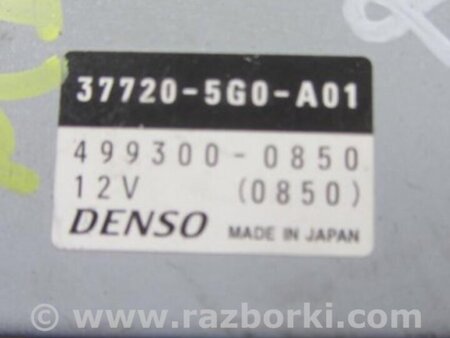 37720-5G0-A01
499300-0850
12V (0850)
DENSO MADE IN JAPAN
© www.razborki.com